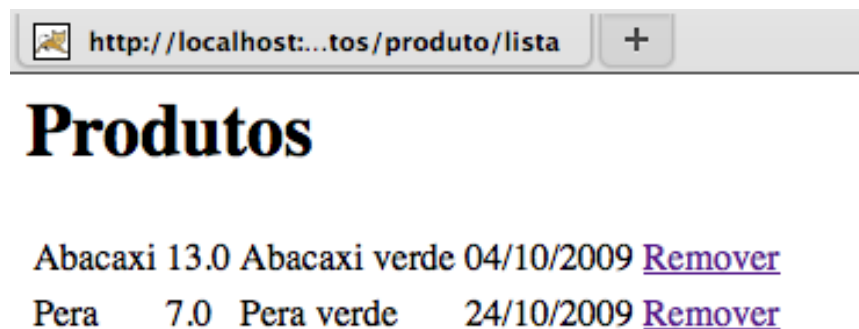 http://localhost:...tos/produto/lista +
Produtos
Abacaxi 13.0 Abacaxi verde 04/10/2009 Remover
Pera 7.0 Pera verde 24/10/2009 Remover